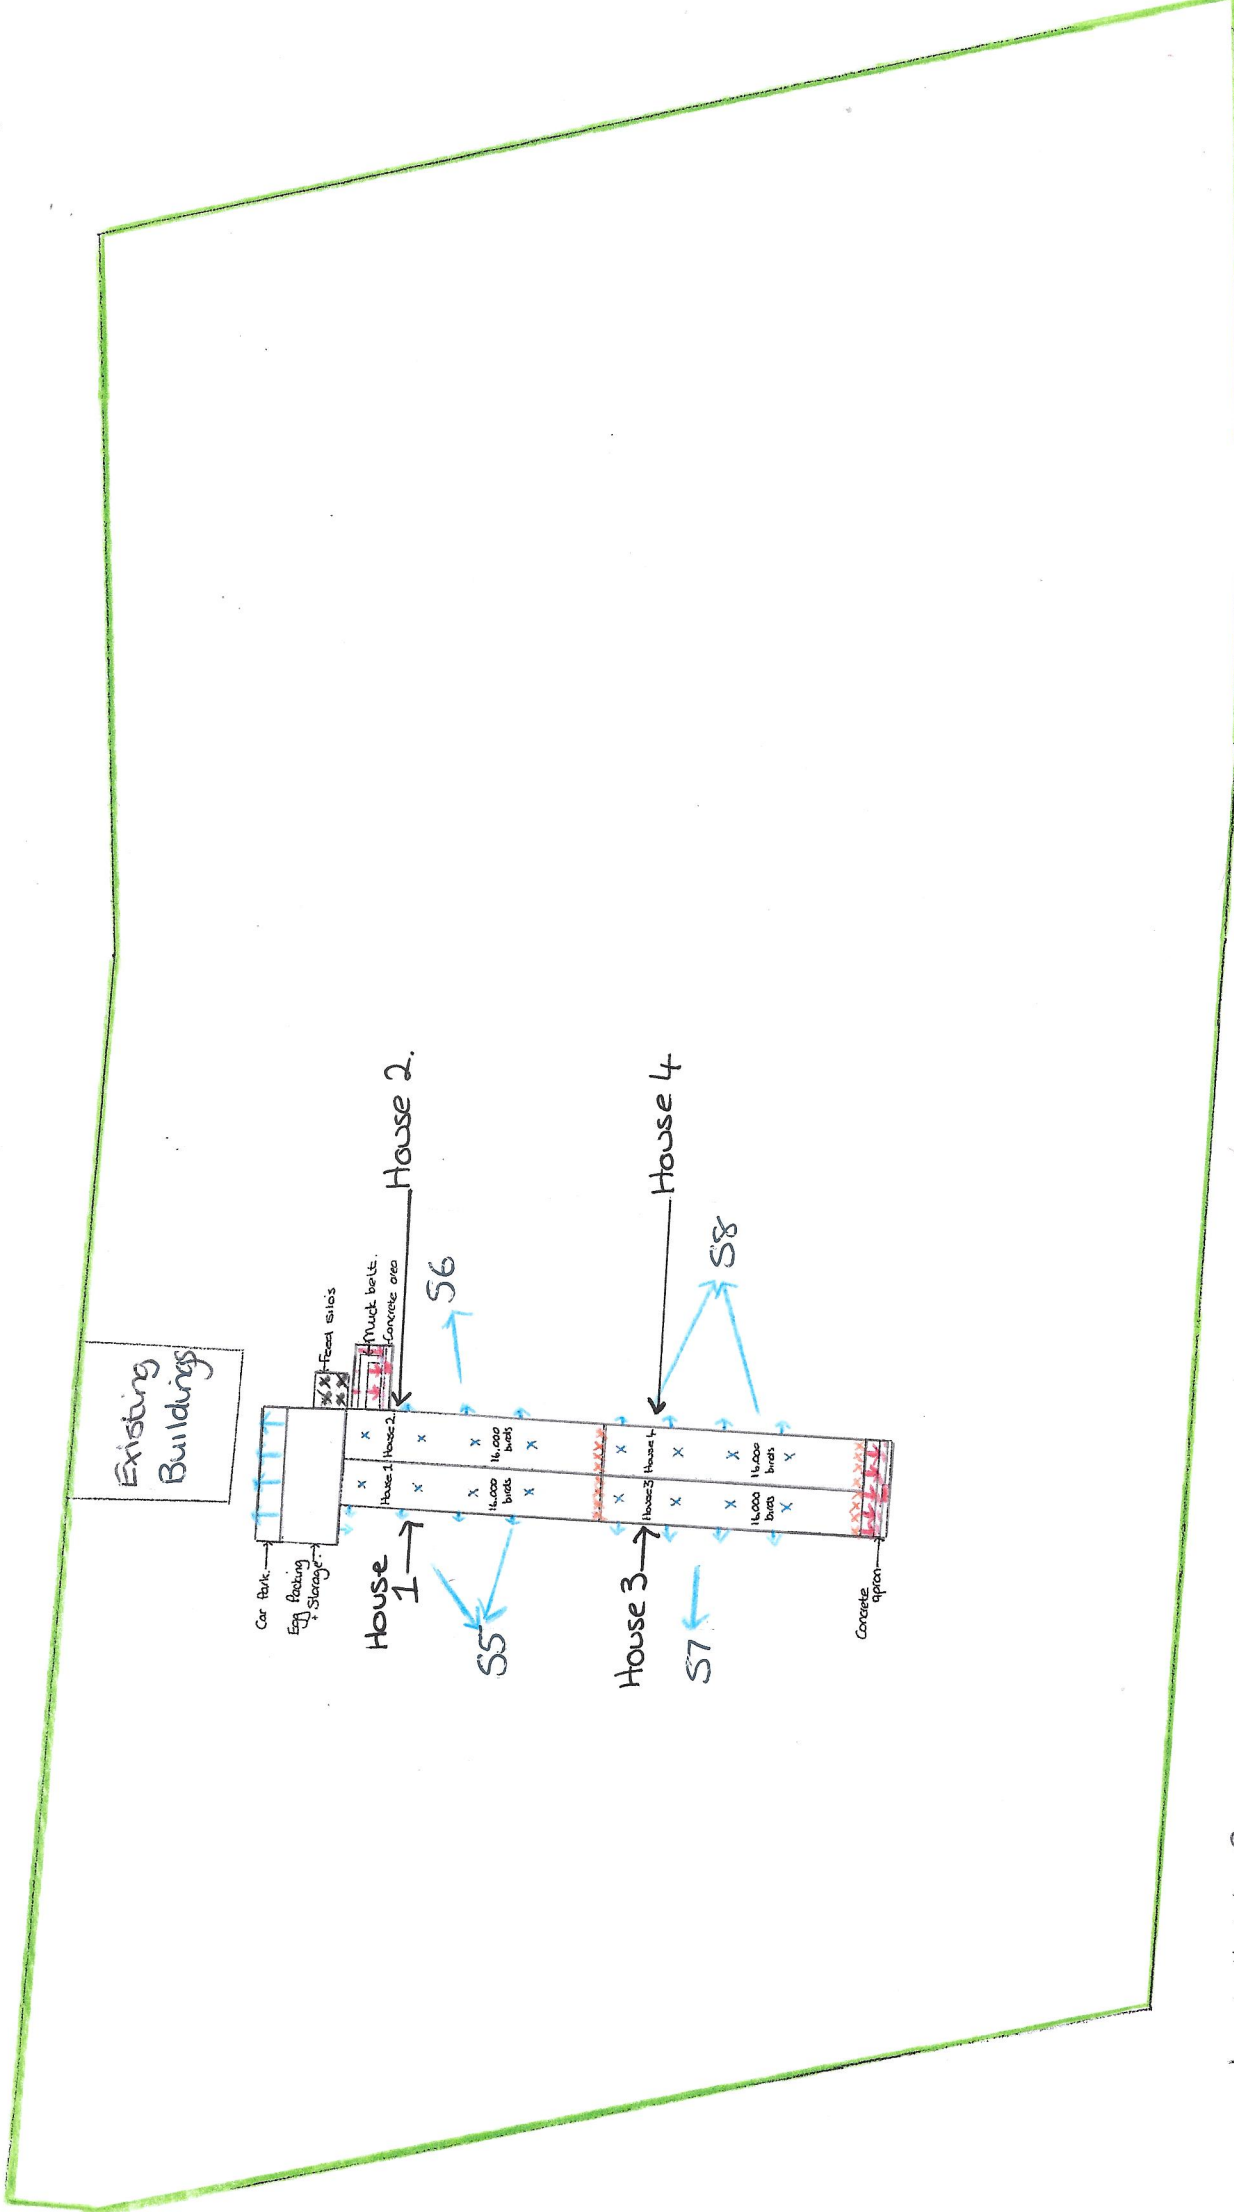 Existing
Buildings
Feed silo's
Muck belt.
Concrete area
House 2.
House 4
S6
S8
Car Park.
Egg Packing
+ Storage.
House 1
House 2
16,000
birds
16,000
birds
House 3
House 4
16,000
birds
16,000
birds
House
1
House 3
S5
S7
Concrete
apron